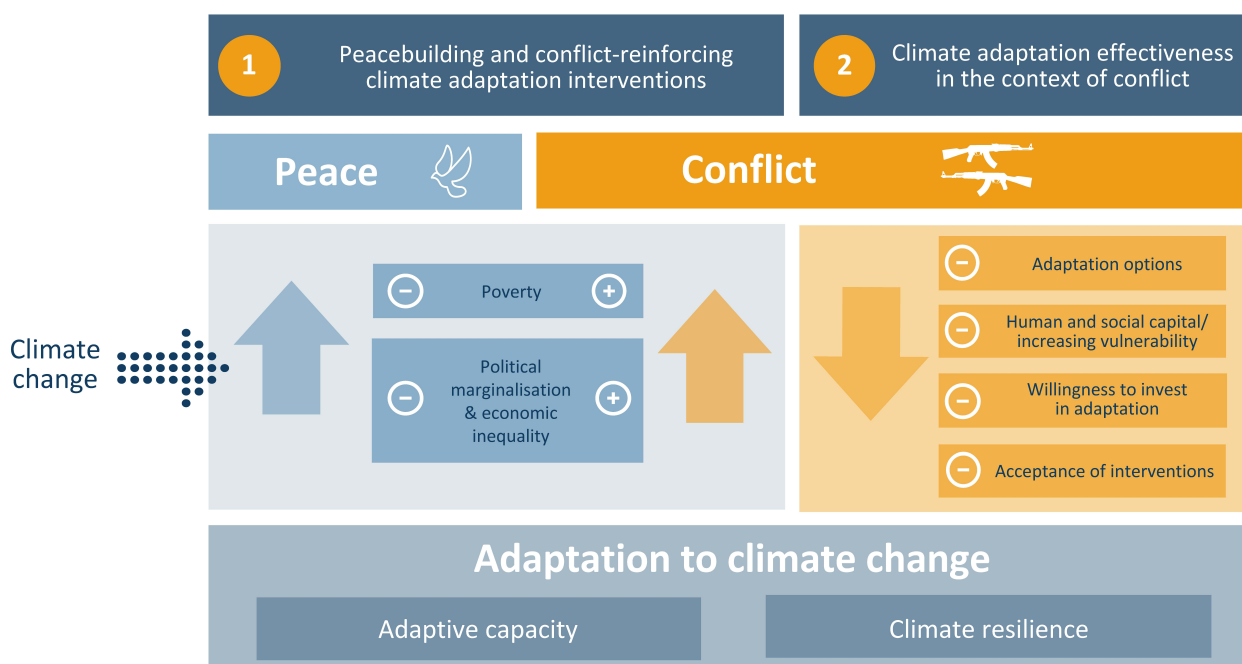 1
Peacebuilding and conflict-reinforcing
climate adaptation interventions
2
Climate adaptation effectiveness
in the context of conflict
Peace
Conflict
Climate
change
− Poverty +
− Political
marginalisation
& economic
inequality +
− Adaptation options
− Human and social capital/
increasing vulnerability
− Willingness to invest
in adaptation
− Acceptance of interventions
Adaptation to climate change
Adaptive capacity
Climate resilience